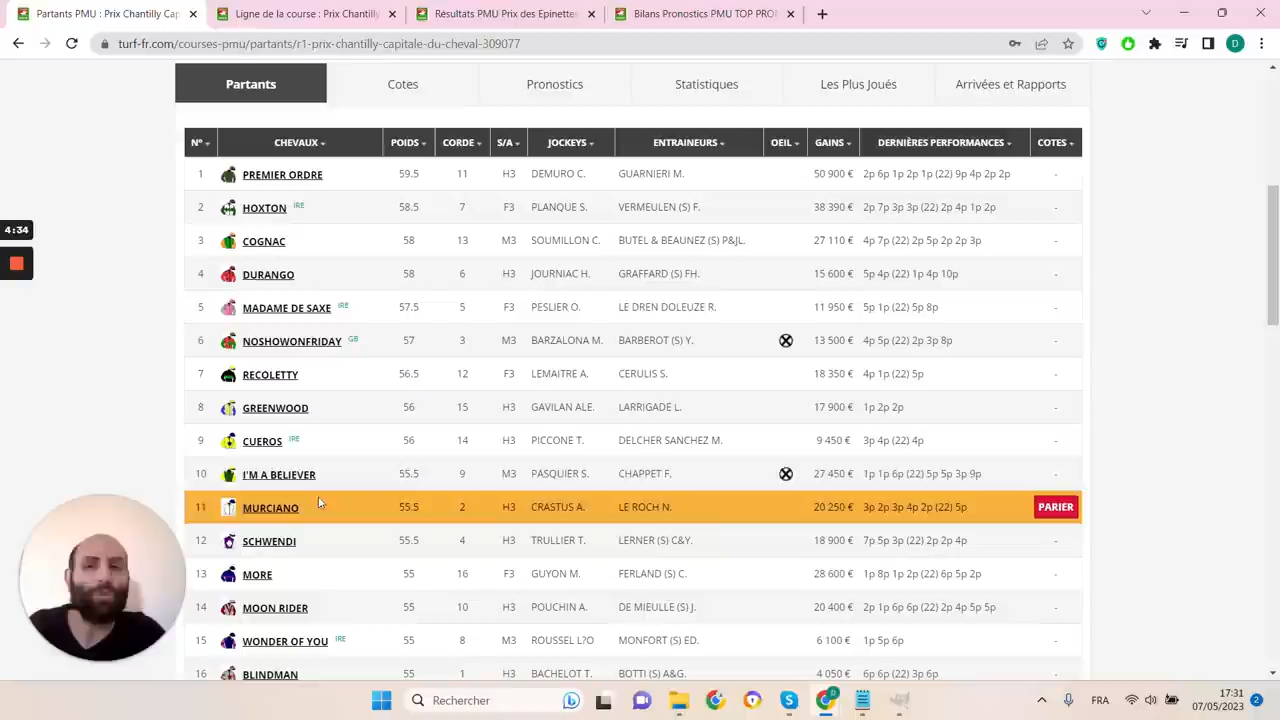 Partants PMU : Prix Chantilly Cap
Ligne de la course : Prix Chantilly
Résultats PMU Prix des Epinettes
Bilans Pronostics PMU TOP PRO
turf-fr.com/courses-pmu/partants/r1-prix-chantilly-capitale-du-cheval-309077
D
Partants Cotes Pronostics Statistiques Les Plus Joués Arrivées et Rapports
N° CHEVAUX POIDS CORDE S/A JOCKEYS ENTRAINEURS OEIL GAINS DERNIÈRES PERFORMANCES COTES
1 PREMIER ORDRE 59.5 11 H3 DEMURO C. GUARNIERI M. 50 900 € 2p 6p 1p 2p 1p (22) 9p 4p 2p 2p -
2 HOXTON IRE 58.5 7 F3 PLANQUE S. VERMEULEN (S) F. 38 390 € 2p 7p 3p 3p (22) 2p 4p 1p 2p -
3 COGNAC 58 13 M3 SOUMILLON C. BUTEL & BEAUNEZ (S) P&JL. 27 110 € 4p 7p (22) 2p 5p 2p 2p 3p -
4 DURANGO 58 6 H3 JOURNIAC H. GRAFFARD (S) FH. 15 600 € 5p 4p (22) 1p 4p 10p -
5 MADAME DE SAXE IRE 57.5 5 F3 PESLIER O. LE DREN DOLEUZE R. 11 950 € 5p 1p (22) 5p 8p -
6 NOSHOWONFRIDAY GB 57 3 M3 BARZALONA M. BARBEROT (S) Y. 13 500 € 4p 5p (22) 2p 3p 8p -
7 RECOLETTY 56.5 12 F3 LEMAITRE A. CERULIS S. 18 350 € 4p 1p (22) 5p -
8 GREENWOOD 56 15 H3 GAVILAN ALE. LARRIGADE L. 17 900 € 1p 2p 2p -
9 CUEROS IRE 56 14 H3 PICCONE T. DELCHER SANCHEZ M. 9 450 € 3p 4p (22) 4p -
10 I'M A BELIEVER 55.5 9 M3 PASQUIER S. CHAPPET F. 27 450 € 1p 1p 6p (22) 5p 5p 3p 9p -
11 MURCIANO 55.5 2 H3 CRASTUS A. LE ROCH N. 20 250 € 3p 2p 3p 4p 2p (22) 5p PARIER
12 SCHWENDI 55.5 4 H3 TRULLIER T. LERNER (S) C&Y. 18 900 € 7p 5p 3p (22) 2p 2p 4p -
13 MORE 55 16 F3 GUYON M. FERLAND (S) C. 28 600 € 1p 8p 1p 2p (22) 6p 5p 2p -
14 MOON RIDER 55 10 H3 POUCHIN A. DE MIEULLE (S) J. 20 400 € 2p 1p 6p 6p (22) 2p 4p 5p 5p -
15 WONDER OF YOU IRE 55 8 M3 ROUSSEL L?O MONFORT (S) ED. 6 100 € 1p 5p 6p -
16 BLINDMAN 55 1 H3 BACHELOT T. BOTTI (S) A&G. 4 050 € 6p 6p (22) 3p 6p -
4:34
Rechercher
FRA
17:31
07/05/2023
2